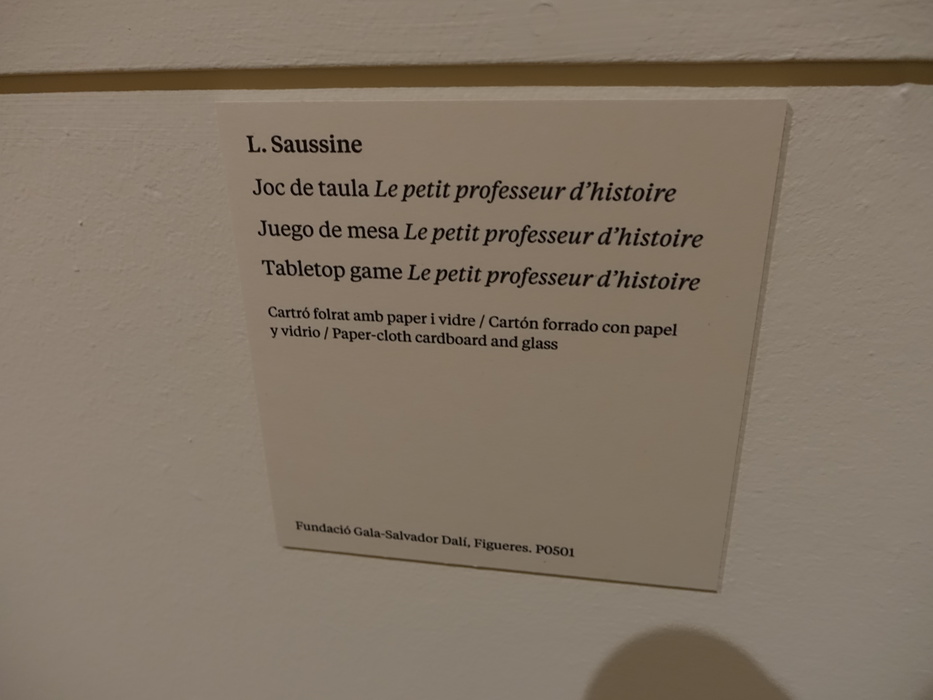 L. Saussine
Joc de taula Le petit professeur d’histoire
Juego de mesa Le petit professeur d’histoire
Tabletop game Le petit professeur d’histoire
Cartró folrat amb paper i vidre / Cartón forrado con papel
y vidrio / Paper-cloth cardboard and glass
Fundació Gala-Salvador Dalí, Figueres. P0501